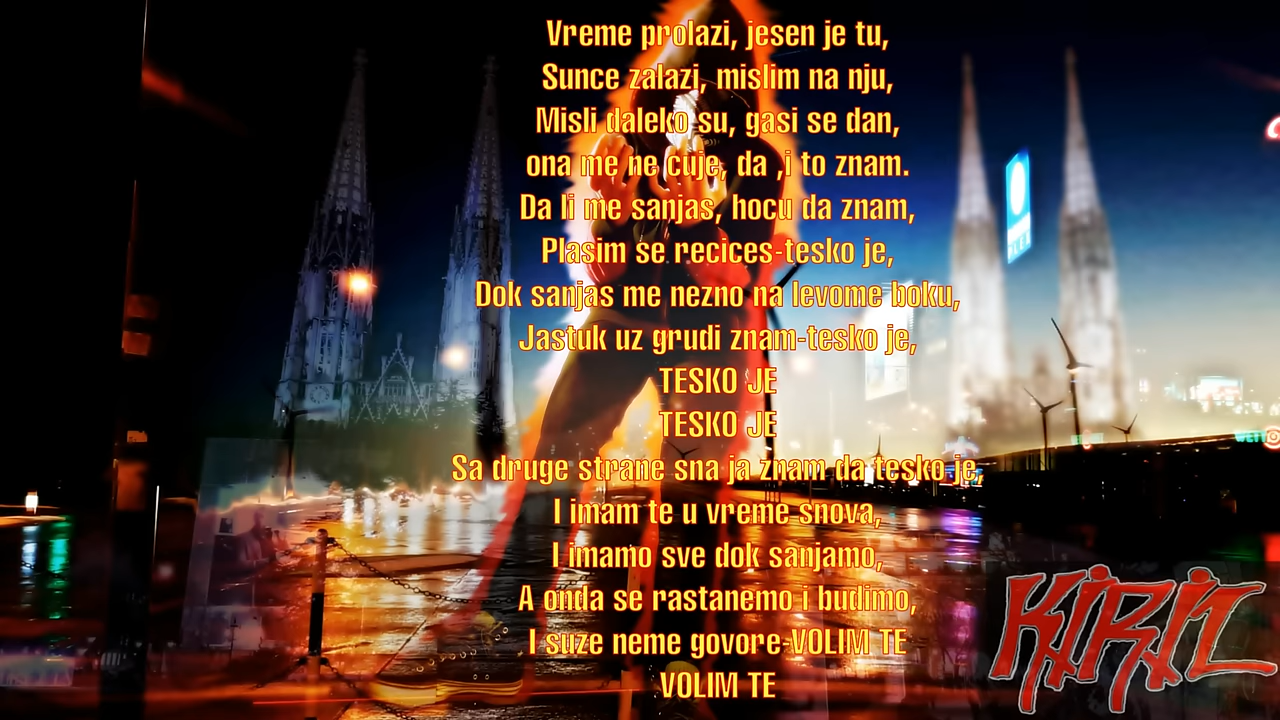 Vreme prolazi, jesen je tu,
Sunce zalazi, mislim na nju,
Misli daleko su, gasi se dan,
ona me ne cuje, da ,i to znam.
Da li me sanjas, hocu da znam,
Plasim se recices-tesko je,
Dok sanjas me nezno na levome boku,
Jastuk uz grudi znam-tesko je,
TESKO JE
TESKO JE
Sa druge strane sna ja znam da tesko je,
I imam te u vreme snova,
I imamo sve dok sanjamo,
A onda se rastanemo i budimo,
I suze neme govore-VOLIM TE
VOLIM TE
KIRIL